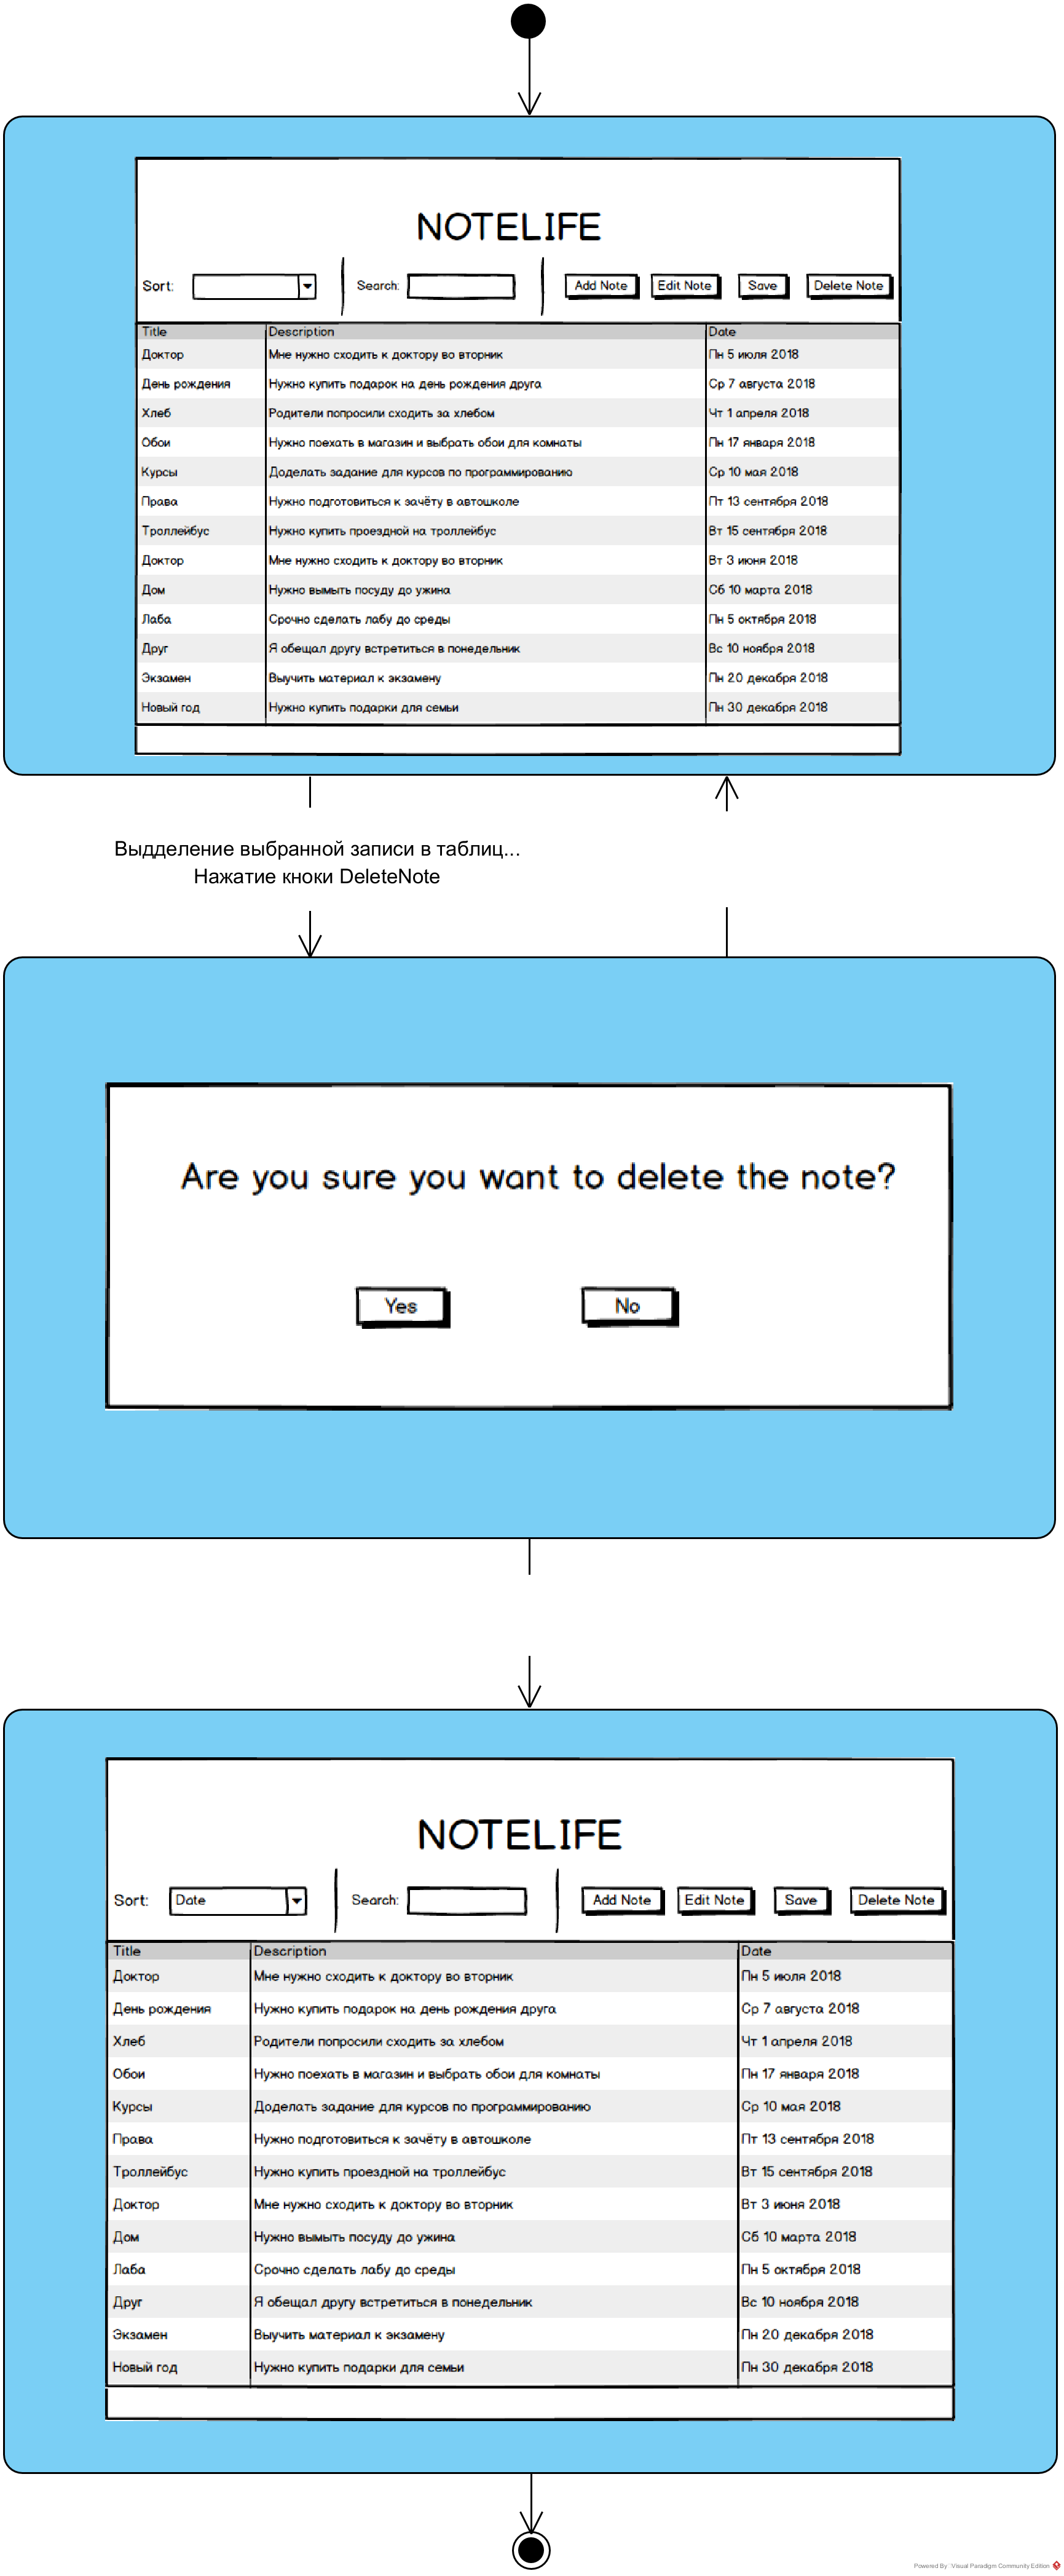 NOTELIFE
Sort: Search: Add Note Edit Note Save Delete Note
Title Description Date
Доктор Мне нужно сходить к доктору во вторник Пн 5 июля 2018
День рождения Нужно купить подарок на день рождения друга Ср 7 августа 2018
Хлеб Родители попросили сходить за хлебом Чт 1 апреля 2018
Обои Нужно поехать в магазин и выбрать обои для комнаты Пн 17 января 2018
Курсы Доделать задание для курсов по программированию Ср 10 мая 2018
Права Нужно подготовиться к зачёту в автошколе Пт 13 сентября 2018
Троллейбус Нужно купить проездной на троллейбус Вт 15 сентября 2018
Доктор Мне нужно сходить к доктору во вторник Вт 3 июня 2018
Дом Нужно вымыть посуду до ужина Сб 10 марта 2018
Лаба Срочно сделать лабу до среды Пн 5 октября 2018
Друг Я обещал другу встретиться в понедельник Вс 10 ноября 2018
Экзамен Выучить материал к экзамену Пн 20 декабря 2018
Новый год Нужно купить подарки для семьи Пн 30 декабря 2018
Выдделение выбранной записи в таблиц...
Нажатие кноки DeleteNote
Are you sure you want to delete the note?
Yes No
NOTELIFE
Sort: Date Search: Add Note Edit Note Save Delete Note
Title Description Date
Доктор Мне нужно сходить к доктору во вторник Пн 5 июля 2018
День рождения Нужно купить подарок на день рождения друга Ср 7 августа 2018
Хлеб Родители попросили сходить за хлебом Чт 1 апреля 2018
Обои Нужно поехать в магазин и выбрать обои для комнаты Пн 17 января 2018
Курсы Доделать задание для курсов по программированию Ср 10 мая 2018
Права Нужно подготовиться к зачёту в автошколе Пт 13 сентября 2018
Троллейбус Нужно купить проездной на троллейбус Вт 15 сентября 2018
Доктор Мне нужно сходить к доктору во вторник Вт 3 июня 2018
Дом Нужно вымыть посуду до ужина Сб 10 марта 2018
Лаба Срочно сделать лабу до среды Пн 5 октября 2018
Друг Я обещал другу встретиться в понедельник Вс 10 ноября 2018
Экзамен Выучить материал к экзамену Пн 20 декабря 2018
Новый год Нужно купить подарки для семьи Пн 30 декабря 2018
Powered By Visual Paradigm Community Edition